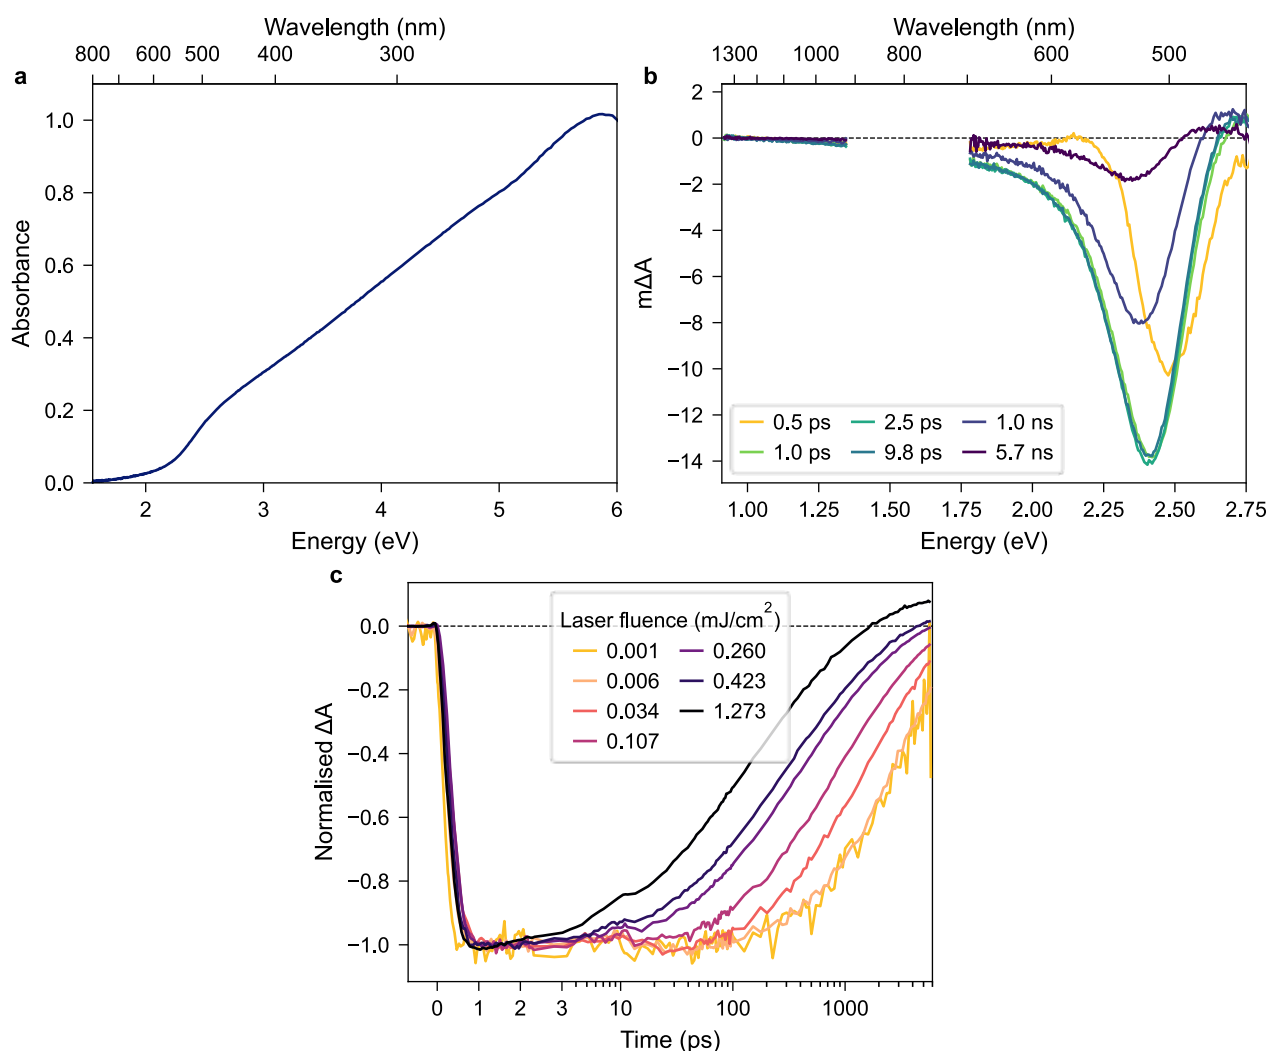 Wavelength (nm)
800 600 500 400 300
a
1.0
0.8
0.6
0.4
0.2
0.0
Absorbance
2 3 4 5 6
Energy (eV)
Wavelength (nm)
1300 1000 800 600 500
b
2
0
−2
−4
−6
−8
−10
−12
−14
m∆A
0.5 ps 2.5 ps 1.0 ns
1.0 ps 9.8 ps 5.7 ns
1.00 1.25 1.50 1.75 2.00 2.25 2.50 2.75
Energy (eV)
c
0.0
−0.2
−0.4
−0.6
−0.8
−1.0
Normalised ∆A
Laser fluence (mJ/cm²)
0.001 0.260
0.006 0.423
0.034 1.273
0.107
0 1 2 3 10 100 1000
Time (ps)